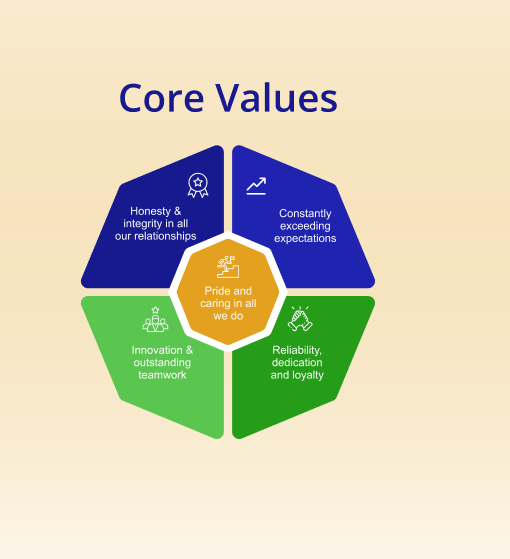 Core Values
Honesty &
integrity in all
our relationships
Constantly
exceeding
expectations
Pride and
caring in all
we do
Innovation &
outstanding
teamwork
Reliability,
dedication
and loyalty